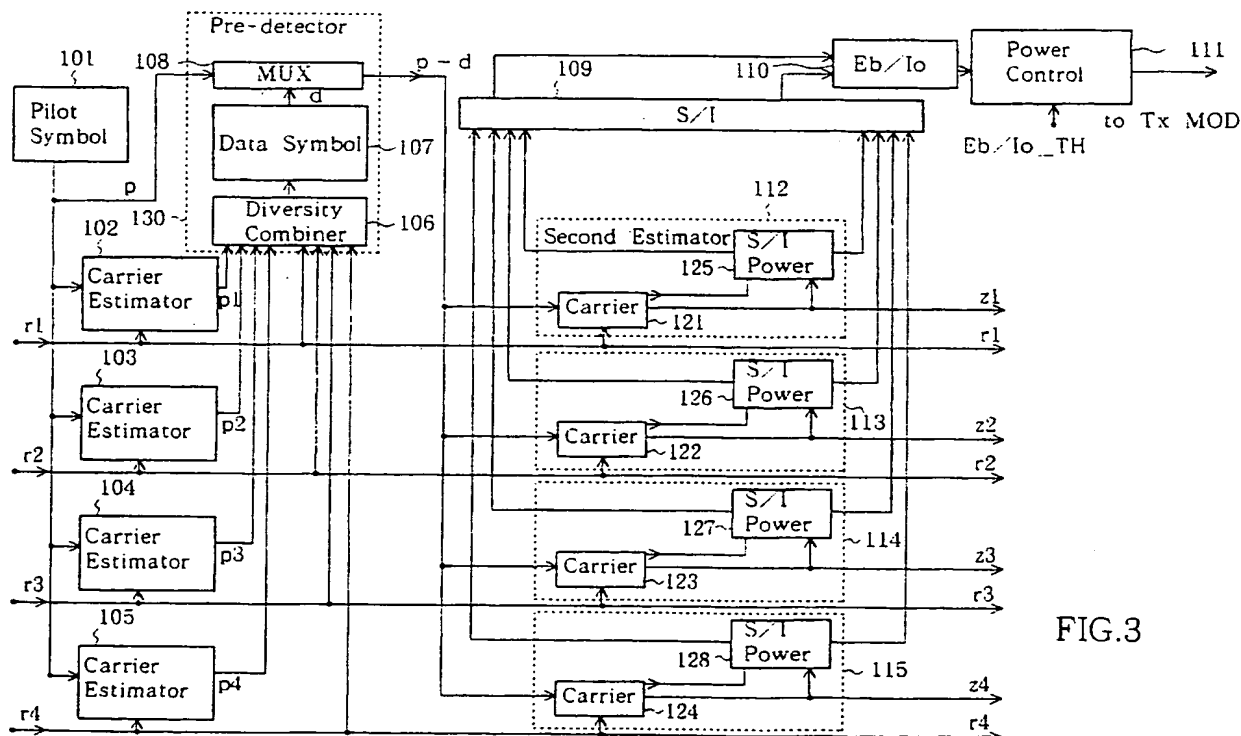 Pre-detector
101
108
MUX
p-d
109
110
Eb/Io
Power
Control
111
Pilot
Symbol
d
S/I
to Tx MOD
Data Symbol
107
Eb/Io_TH
p
130
Diversity
Combiner
106
112
102
Second Estimator
S/I
Power
125
Carrier
Estimator
p1
Carrier
121
z1
r1
r1
103
S/I
Power
126
113
Carrier
Estimator
p2
Carrier
122
z2
r2
r2
104
S/I
Power
127
114
Carrier
Estimator
p3
Carrier
123
z3
r3
r3
105
S/I
Power
128
115
FIG.3
Carrier
Estimator
p4
Carrier
124
z4
r4
r4